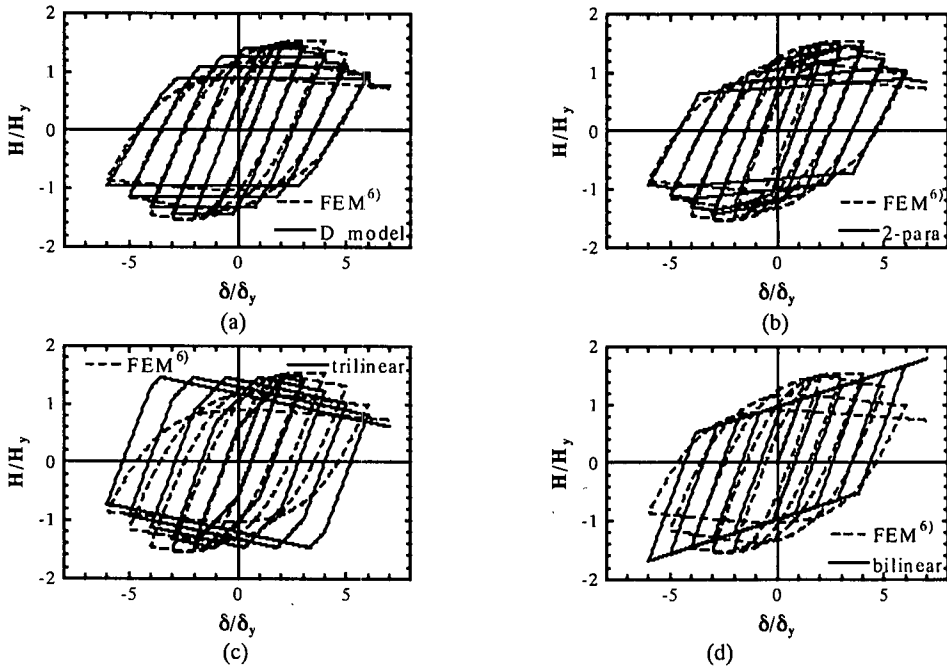 2
1
0
-1
-2
H/Hy
FEM6)
D model
-5
0
5
δ/δy
(a)
2
1
0
-1
-2
H/Hy
FEM6)
2-para
-5
0
5
δ/δy
(b)
2
1
0
-1
-2
H/Hy
FEM6)
trilinear
-5
0
5
δ/δy
(c)
2
1
0
-1
-2
H/Hy
FEM6)
bilinear
-5
0
5
δ/δy
(d)